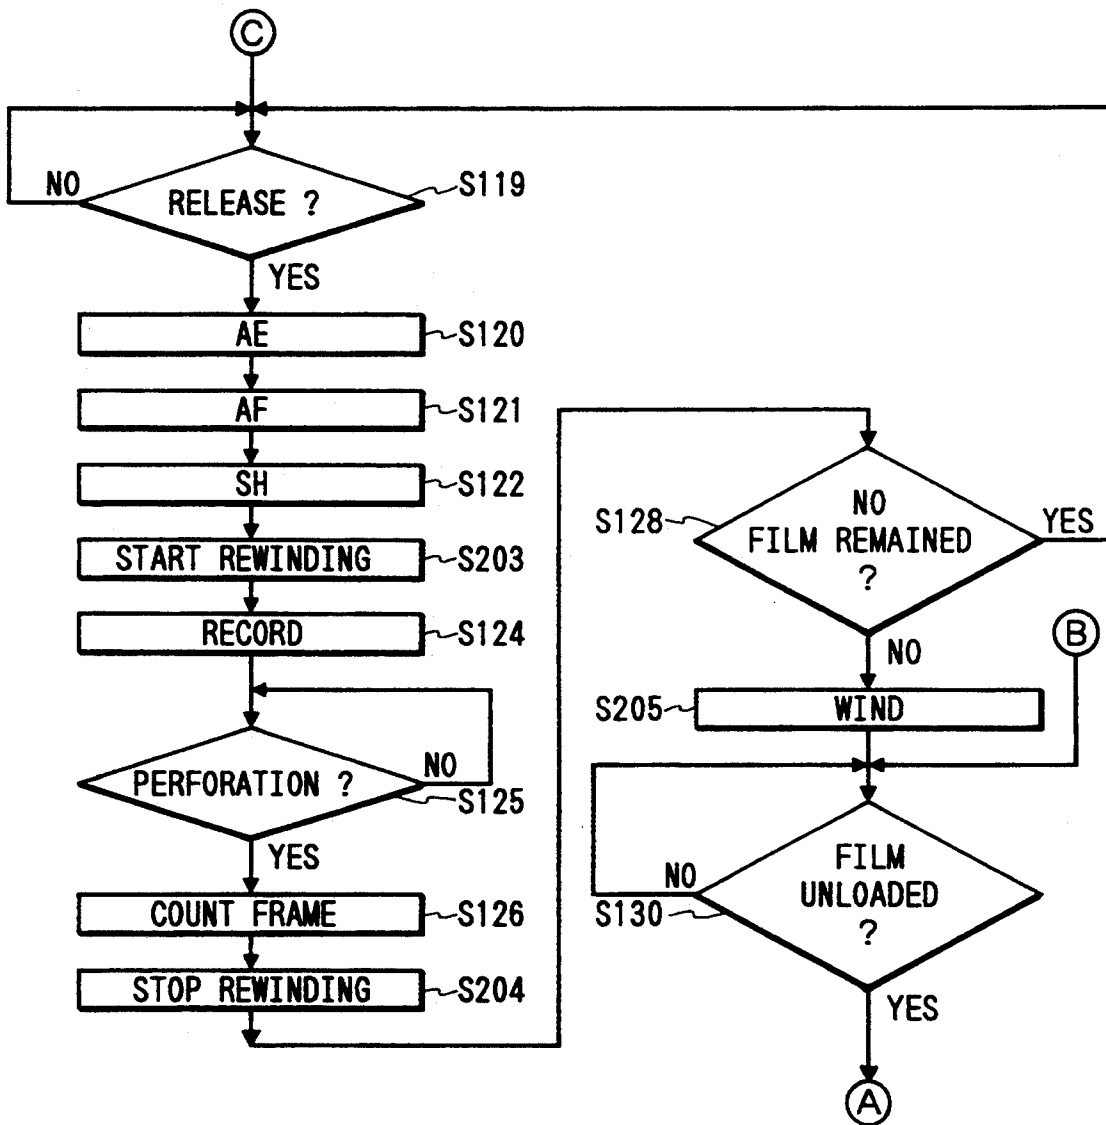 C
NO
RELEASE ?
S119
YES
AE
S120
AF
S121
SH
S122
START REWINDING
S203
RECORD
S124
PERFORATION ?
NO
S125
YES
COUNT FRAME
S126
STOP REWINDING
S204
S128
NO
FILM REMAINED
?
YES
NO
B
S205
WIND
NO
S130
FILM
UNLOADED
?
YES
A